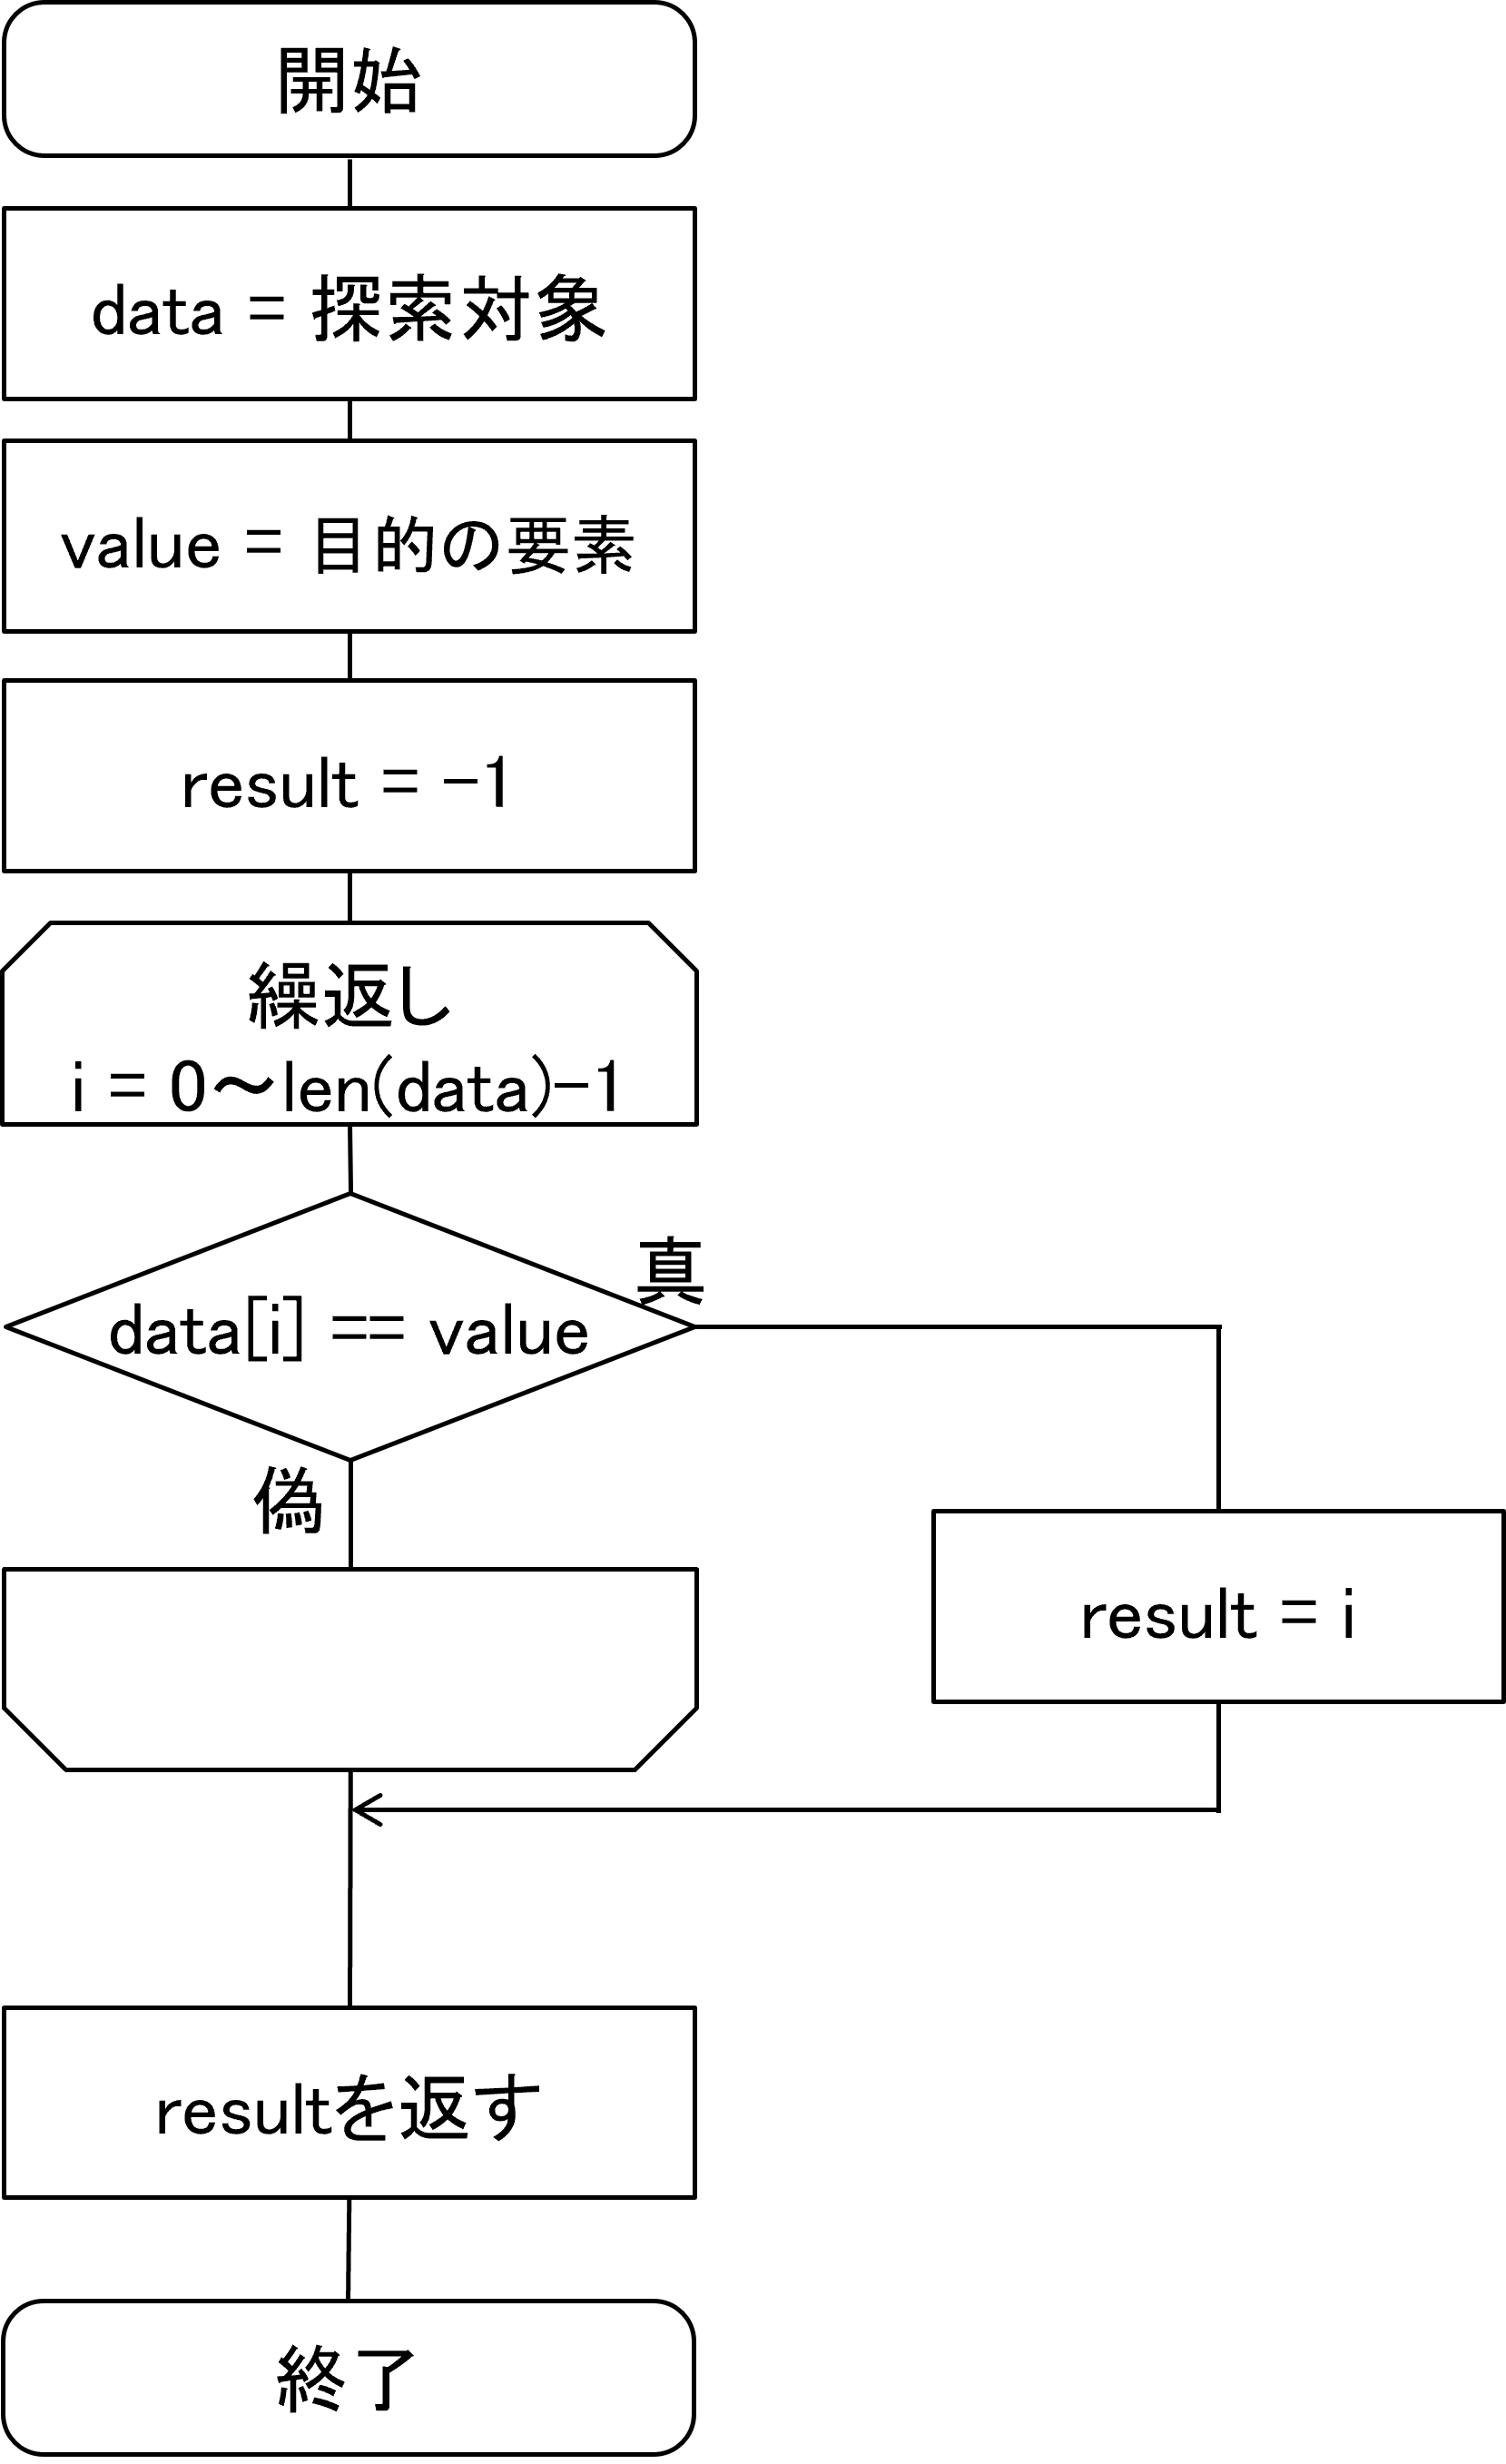 開始
data = 探索対象
value = 目的の要素
result = -1
繰返し
i = 0～len(data)-1
真
data[i] == value
偽
result = i
resultを返す
終了